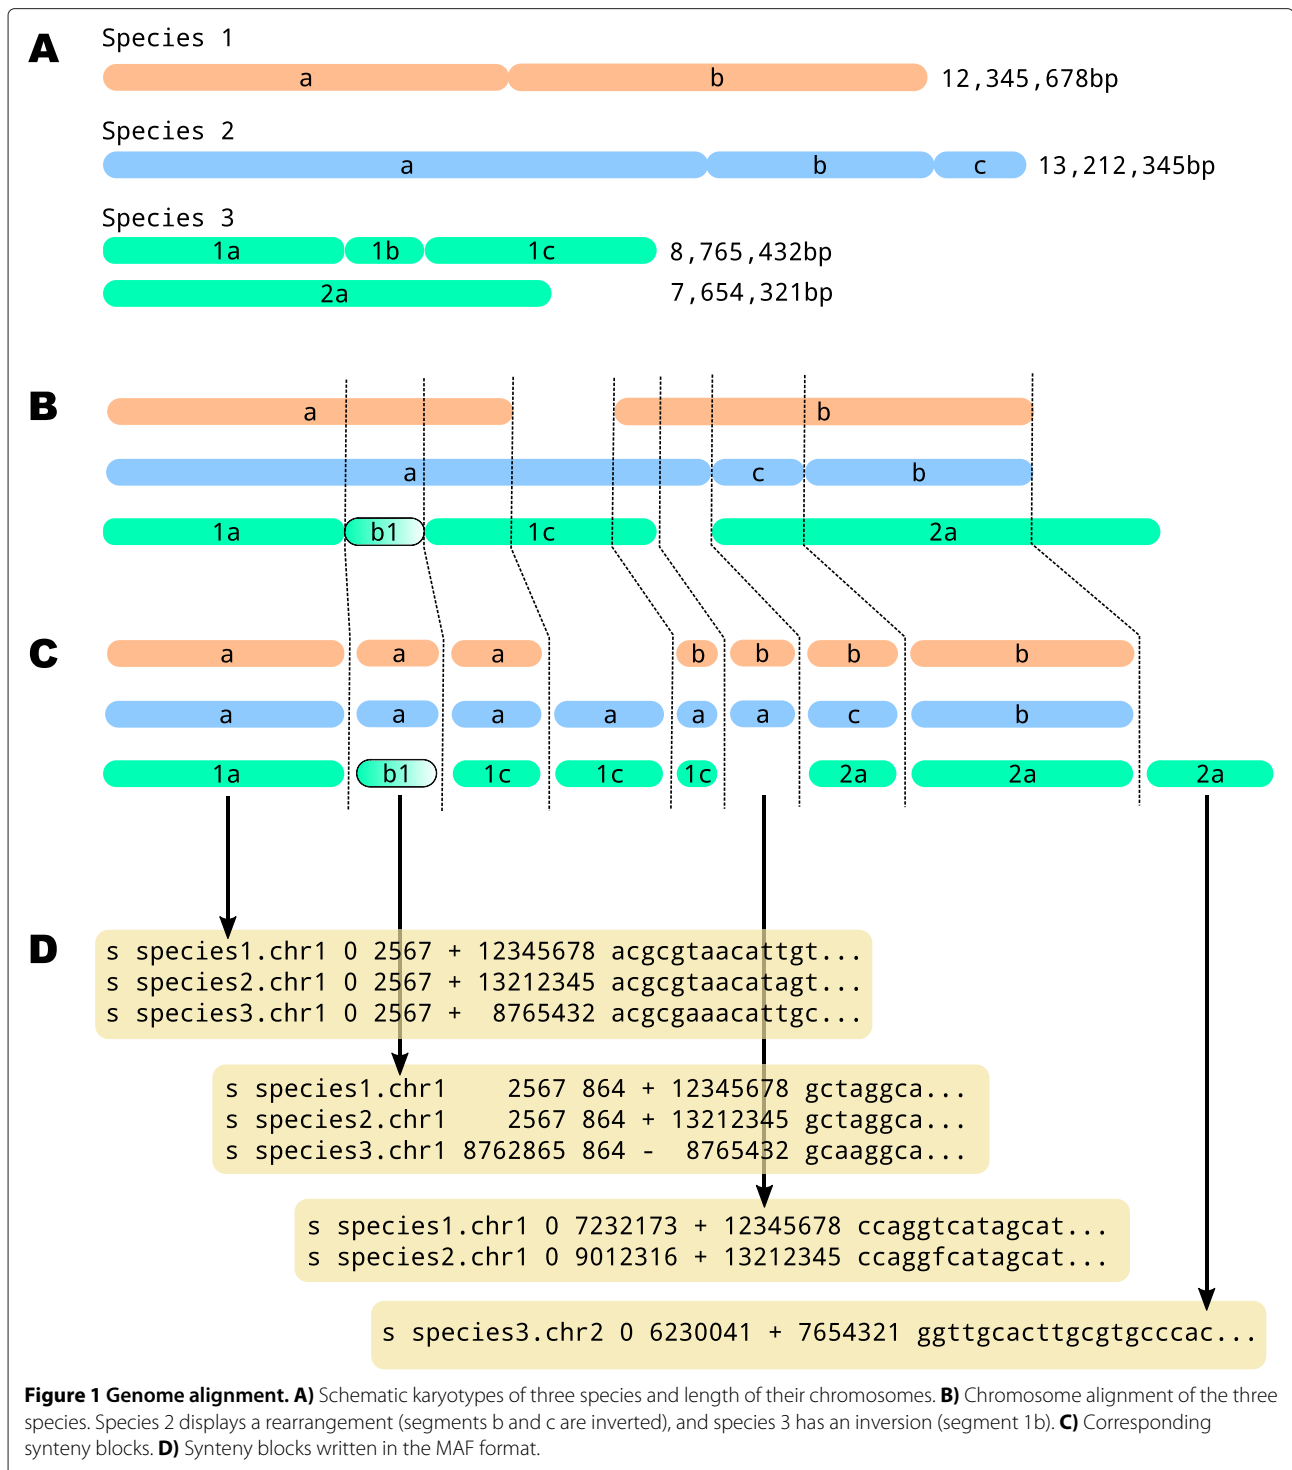 A
Species 1
a b 12,345,678bp
Species 2
a b c 13,212,345bp
Species 3
1a 1b 1c 8,765,432bp
2a 7,654,321bp
B
a b
a c b
1a b1 1c 2a
C
a a a b b b b
a a a a a a c b
1a b1 1c 1c 1c 2a 2a 2a
D
s species1.chr1 0 2567 + 12345678 acgcgtaacattgt...
s species2.chr1 0 2567 + 13212345 acgcgtaacatagt...
s species3.chr1 0 2567 + 8765432 acgcgaaacattgc...
s species1.chr1 2567 864 + 12345678 gctaggca...
s species2.chr1 2567 864 + 13212345 gctaggca...
s species3.chr1 8762865 864 - 8765432 gcaaggca...
s species1.chr1 0 7232173 + 12345678 ccaggtcatagcat...
s species2.chr1 0 9012316 + 13212345 ccaggfcatagcat...
s species3.chr2 0 6230041 + 7654321 ggttgcacttgcgtgcccac...
Figure 1 Genome alignment. A) Schematic karyotypes of three species and length of their chromosomes. B) Chromosome alignment of the three
species. Species 2 displays a rearrangement (segments b and c are inverted), and species 3 has an inversion (segment 1b). C) Corresponding
synteny blocks. D) Synteny blocks written in the MAF format.